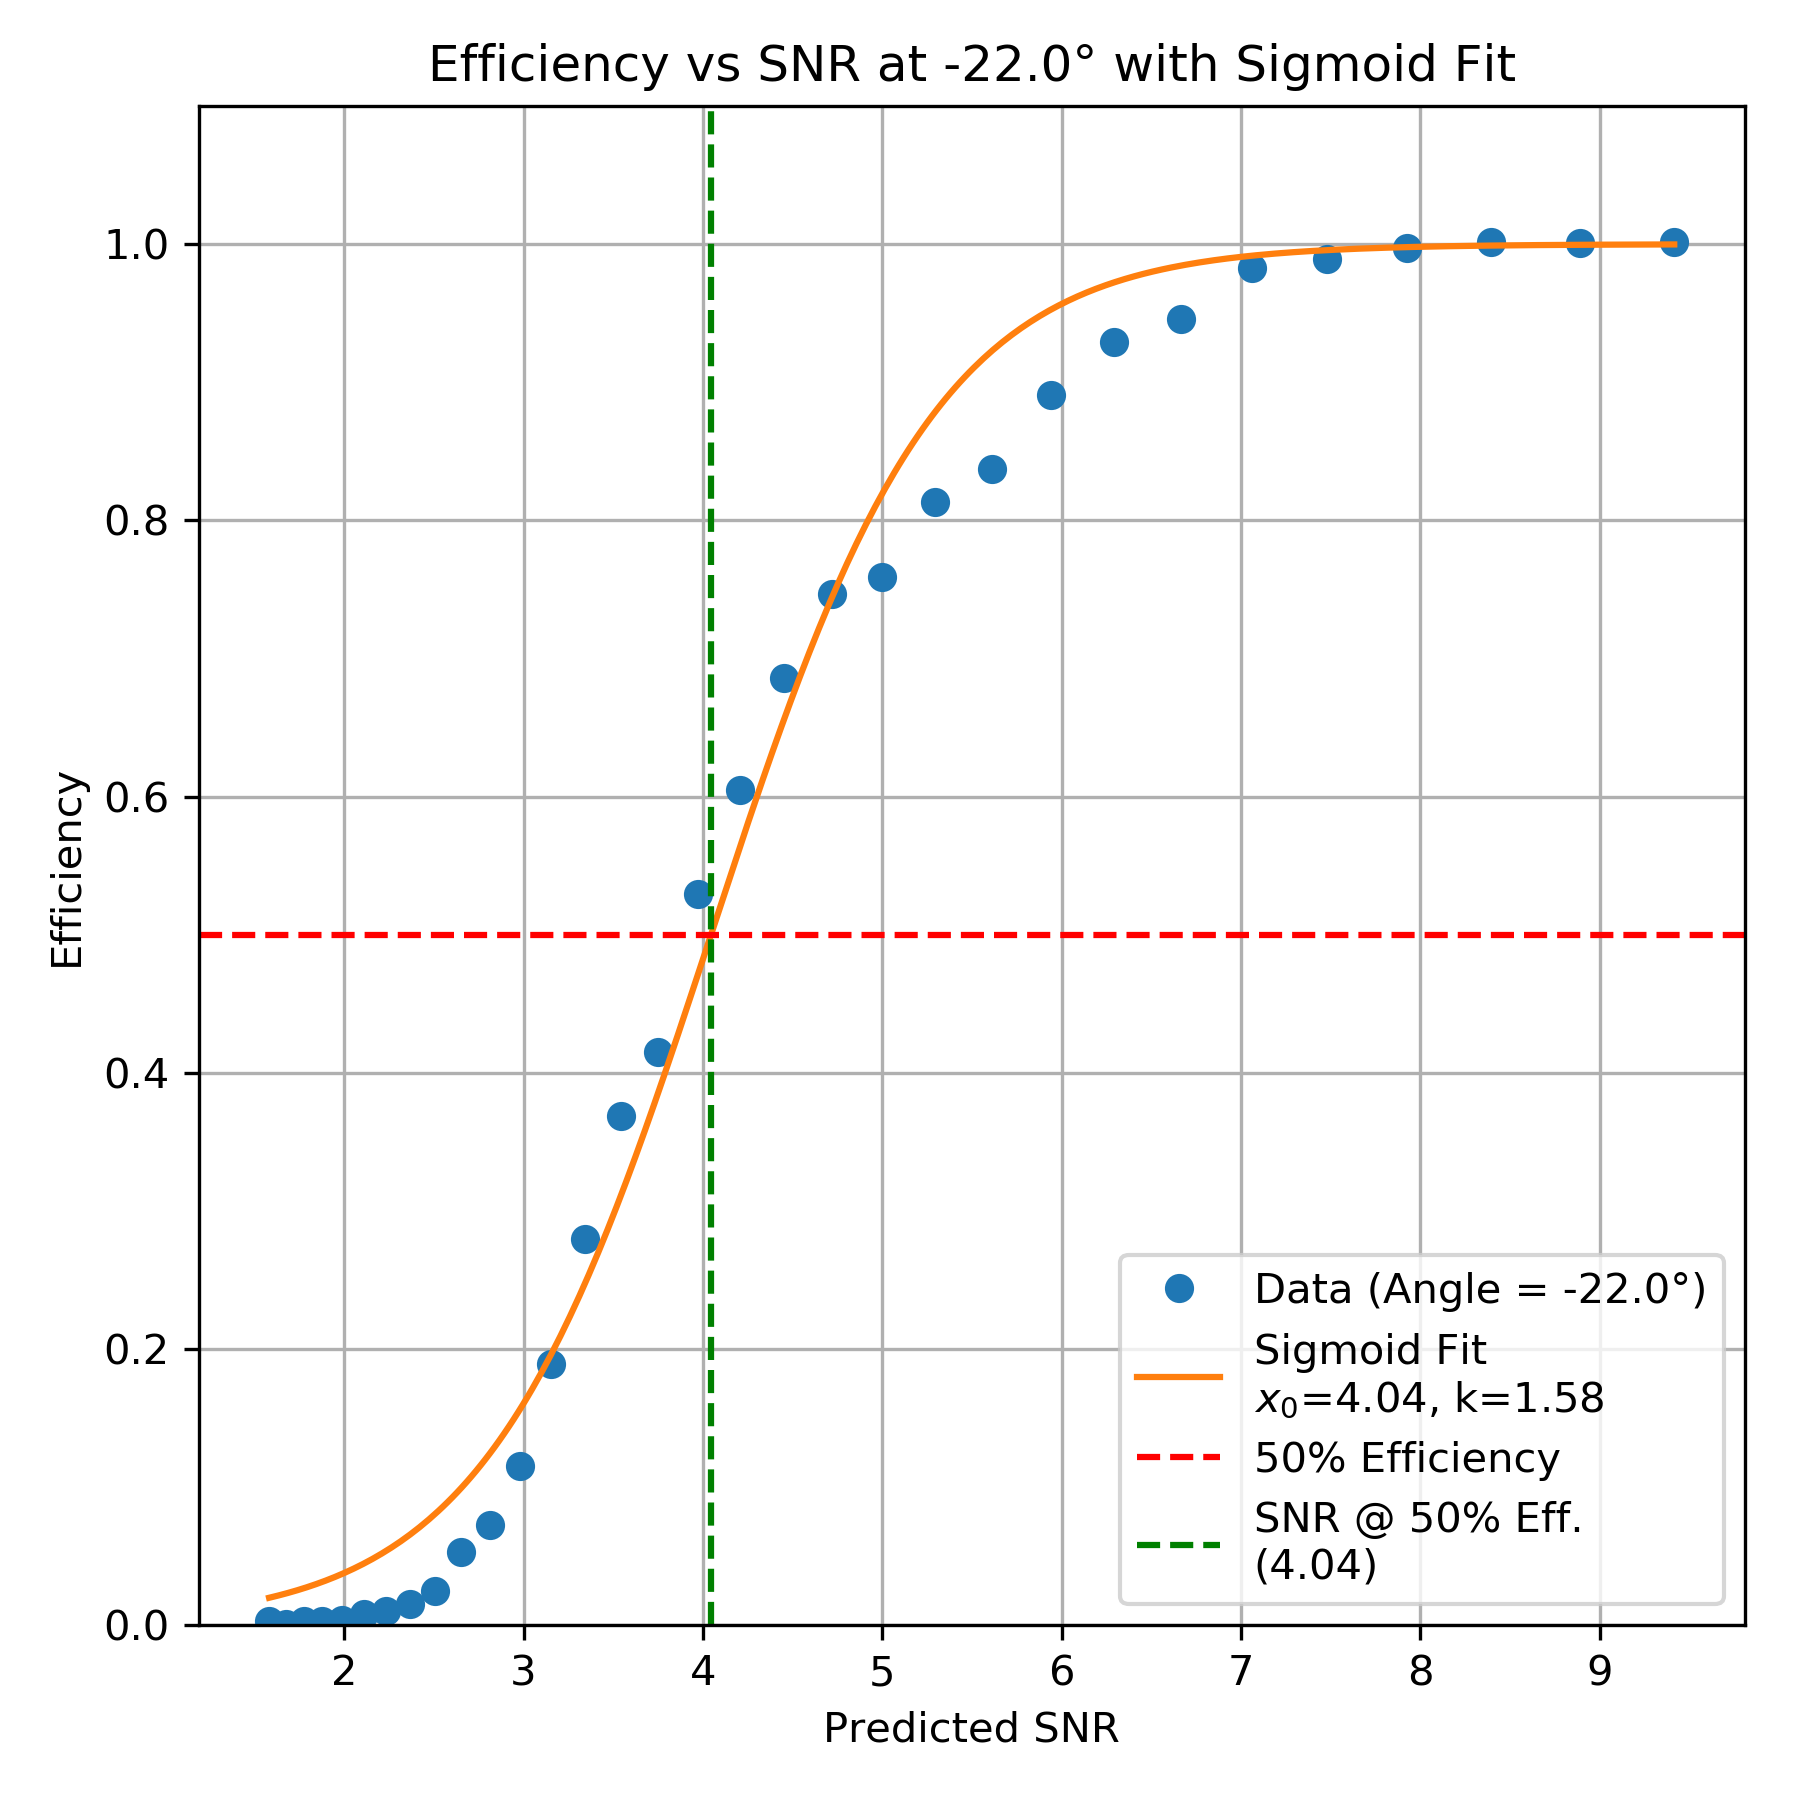 Efficiency vs SNR at -22.0° with Sigmoid Fit
Efficiency
1.0
0.8
0.6
0.4
0.2
0.0
2 3 4 5 6 7 8 9
Predicted SNR
Data (Angle = -22.0°)
Sigmoid Fit
x₀=4.04, k=1.58
50% Efficiency
SNR @ 50% Eff.
(4.04)